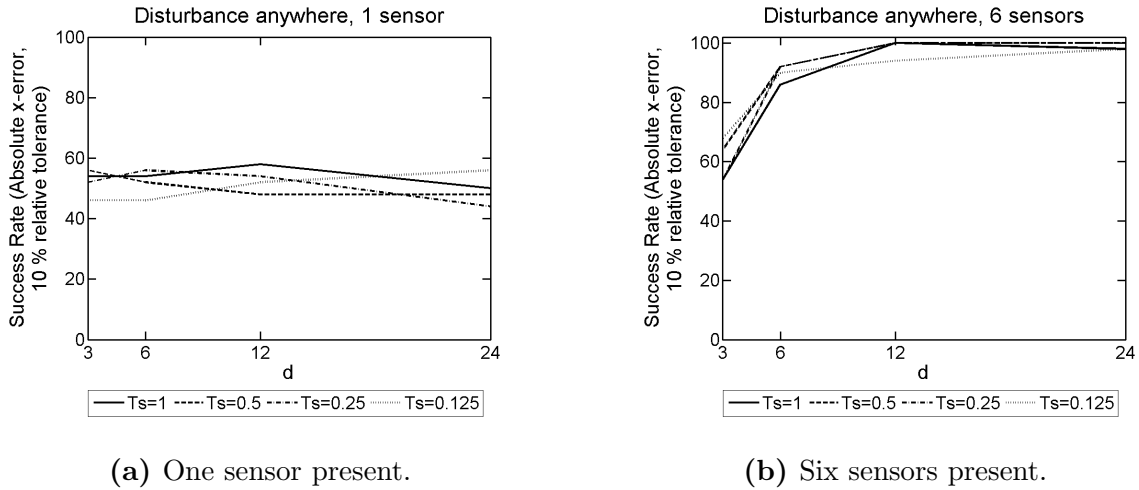 Disturbance anywhere, 1 sensor
Success Rate (Absolute x-error,
10 % relative tolerance)
100
80
60
40
20
0
3
6
12
24
d
Ts=1
Ts=0.5
Ts=0.25
Ts=0.125
(a) One sensor present.
Disturbance anywhere, 6 sensors
Success Rate (Absolute x-error,
10 % relative tolerance)
100
80
60
40
20
0
3
6
12
24
d
Ts=1
Ts=0.5
Ts=0.25
Ts=0.125
(b) Six sensors present.